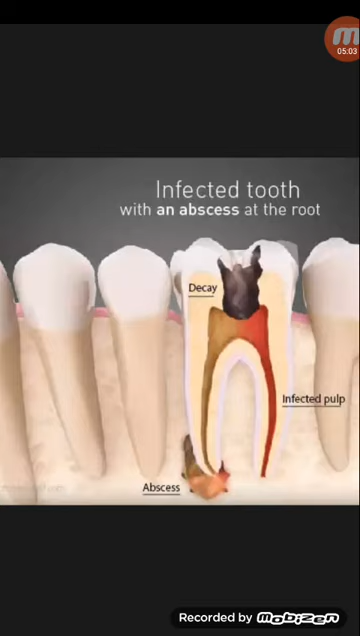 05:03
Infected tooth
with an abscess at the root
Decay
Infected pulp
Abscess
Recorded by Mobizen